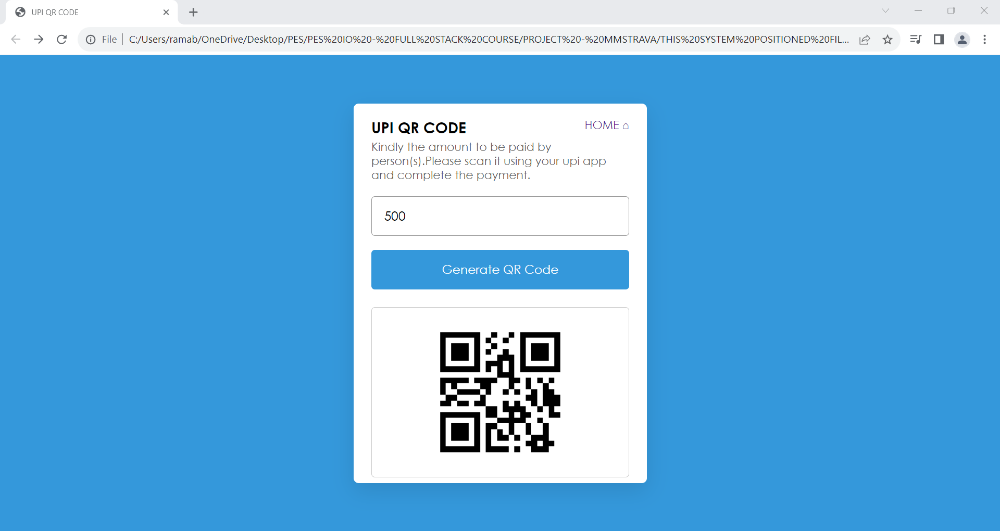 UPI QR CODE
File
C:/Users/ramab/OneDrive/Desktop/PES/PES%20IO%20-%20FULL%20STACK%20COURSE/PROJECT%20-%20MMSTRAVA/THIS%20SYSTEM%20POSITIONED%20FIL...
UPI QR CODE
HOME ⌂
Kindly the amount to be paid by
person(s).Please scan it using your upi app
and complete the payment.
500
Generate QR Code